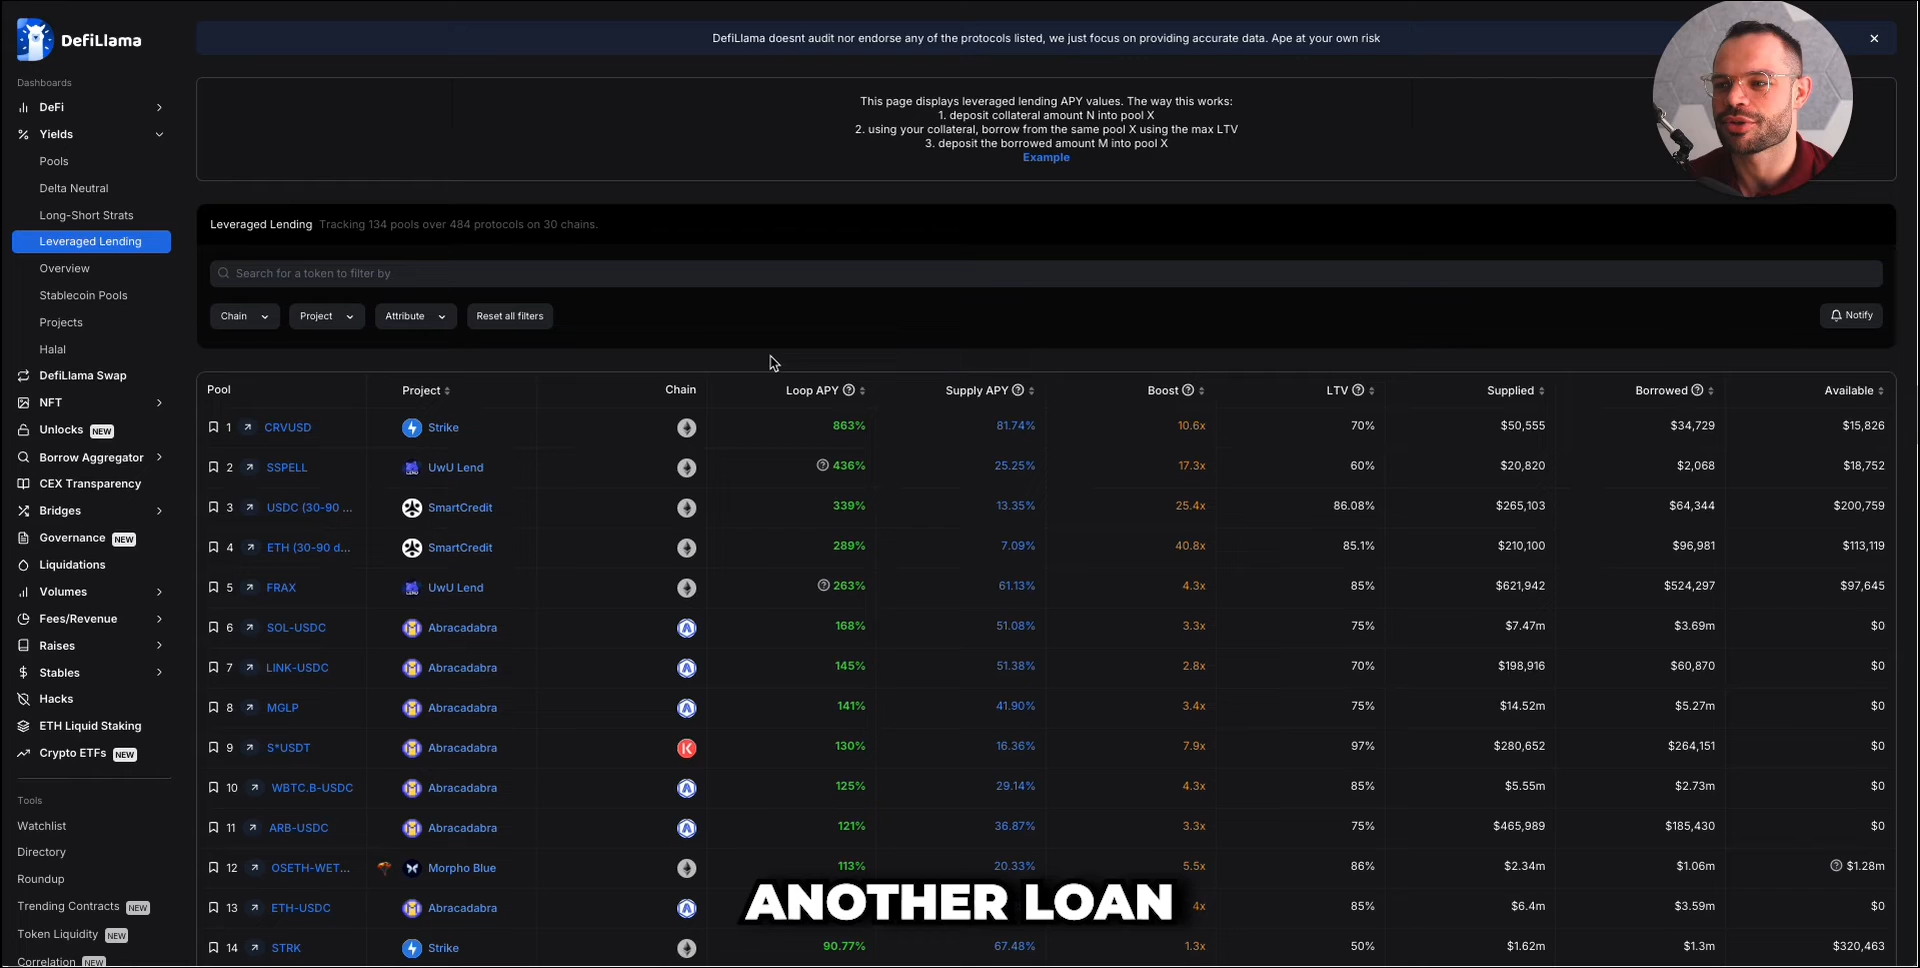 DefiLlama
DefiLlama doesnt audit nor endorse any of the protocols listed, we just focus on providing accurate data. Ape at your own risk
Dashboards
DeFi
Yields
Pools
Delta Neutral
Long-Short Strats
Leveraged Lending
Overview
Stablecoin Pools
Projects
Halal
DefiLlama Swap
NFT
Unlocks NEW
Borrow Aggregator
CEX Transparency
Bridges
Governance NEW
Liquidations
Volumes
Fees/Revenue
Raises
Stables
Hacks
ETH Liquid Staking
Crypto ETFs NEW
Tools
Watchlist
Directory
Roundup
Trending Contracts NEW
Token Liquidity NEW
Correlation NEW
This page displays leveraged lending APY values. The way this works:
1. deposit collateral amount N into pool X
2. using your collateral, borrow from the same pool X using the max LTV
3. deposit the borrowed amount M into pool X
Example
Leveraged Lending Tracking 134 pools over 484 protocols on 30 chains.
Search for a token to filter by
Chain Project Attribute Reset all filters Notify
Pool Project Chain Loop APY Supply APY Boost LTV Supplied Borrowed Available
1 CRVUSD Strike 863% 81.74% 10.6x 70% $50,555 $34,729 $15,826
2 SSPELL UwU Lend 436% 25.25% 17.3x 60% $20,820 $2,068 $18,752
3 USDC (30-90 ... SmartCredit 339% 13.35% 25.4x 86.08% $265,103 $64,344 $200,759
4 ETH (30-90 d... SmartCredit 289% 7.09% 40.8x 85.1% $210,100 $96,981 $113,119
5 FRAX UwU Lend 263% 61.13% 4.3x 85% $621,942 $524,297 $97,645
6 SOL-USDC Abracadabra 168% 51.08% 3.3x 75% $7.47m $3.69m $0
7 LINK-USDC Abracadabra 145% 51.38% 2.8x 70% $198,916 $60,870 $0
8 MGLP Abracadabra 141% 41.90% 3.4x 75% $14.52m $5.27m $0
9 S*USDT Abracadabra 130% 16.36% 7.9x 97% $280,652 $264,151 $0
10 WBTC.B-USDC Abracadabra 125% 29.14% 4.3x 85% $5.55m $2.73m $0
11 ARB-USDC Abracadabra 121% 36.87% 3.3x 75% $465,989 $185,430 $0
12 OSETH-WET... Morpho Blue 113% 20.33% 5.5x 86% $2.34m $1.06m $1.28m
13 ETH-USDC Abracadabra 4x 85% $6.4m $3.59m $0
14 STRK Strike 90.77% 67.48% 1.3x 50% $1.62m $1.3m $320,463
ANOTHER LOAN